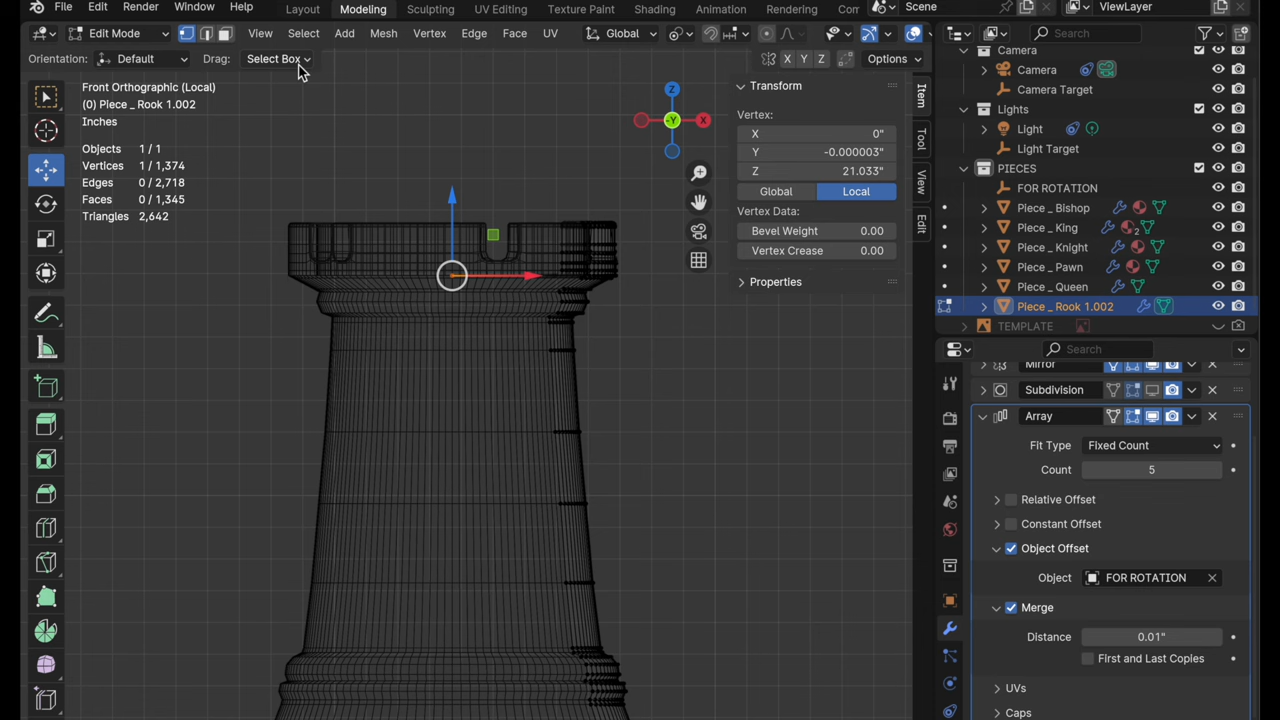 File Edit Render Window Help Layout Modeling Sculpting UV Editing Texture Paint Shading Animation Rendering Scene ViewLayer
Edit Mode View Select Add Mesh Vertex Edge Face UV Global Search
Orientation: Default Drag: Select Box X Y Z Options
Front Orthographic (Local)
(0) Piece _ Rook 1.002
Inches
Objects 1 / 1
Vertices 1 / 1,374
Edges 0 / 2,718
Faces 0 / 1,345
Triangles 2,642
Z
-Y X
Transform
Vertex:
X 0"
Y -0.000003"
Z 21.033"
Global Local
Vertex Data:
Bevel Weight 0.00
Vertex Crease 0.00
Properties
Item
Tool
View
Edit
Camera
Camera
Camera Target
Lights
Light
Light Target
PIECES
FOR ROTATION
Piece _ Bishop
Piece _ King 2
Piece _ Knight
Piece _ Pawn
Piece _ Queen
Piece _ Rook 1.002
TEMPLATE
Search
Mirror
Subdivision
Array
Fit Type Fixed Count
Count 5
Relative Offset
Constant Offset
Object Offset
Object FOR ROTATION
Merge
Distance 0.01"
First and Last Copies
UVs
Caps